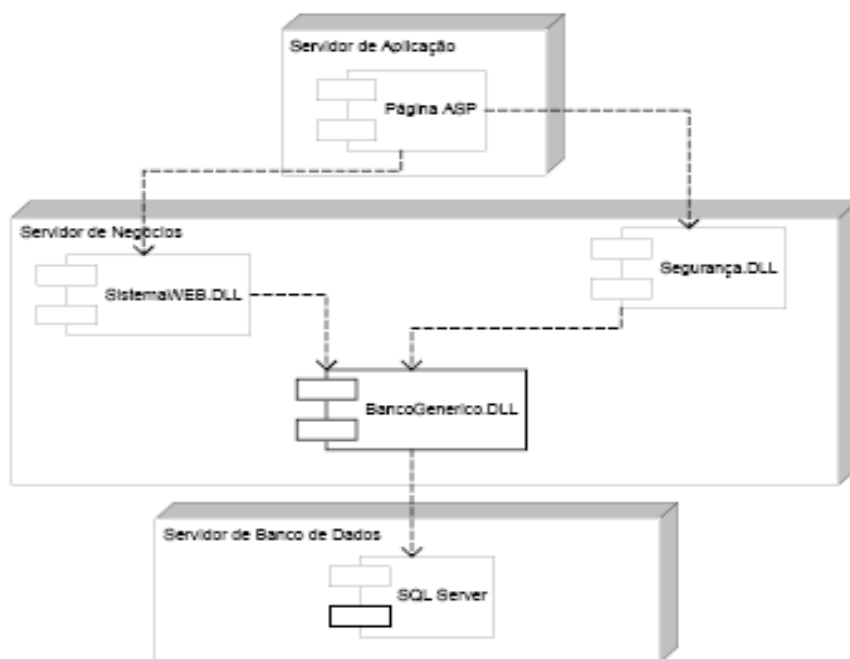 Servidor de Aplicação
Página ASP
Servidor de Negócios
SistemaWEB.DLL
Segurança.DLL
BancoGenerico.DLL
Servidor de Banco de Dados
SQL Server